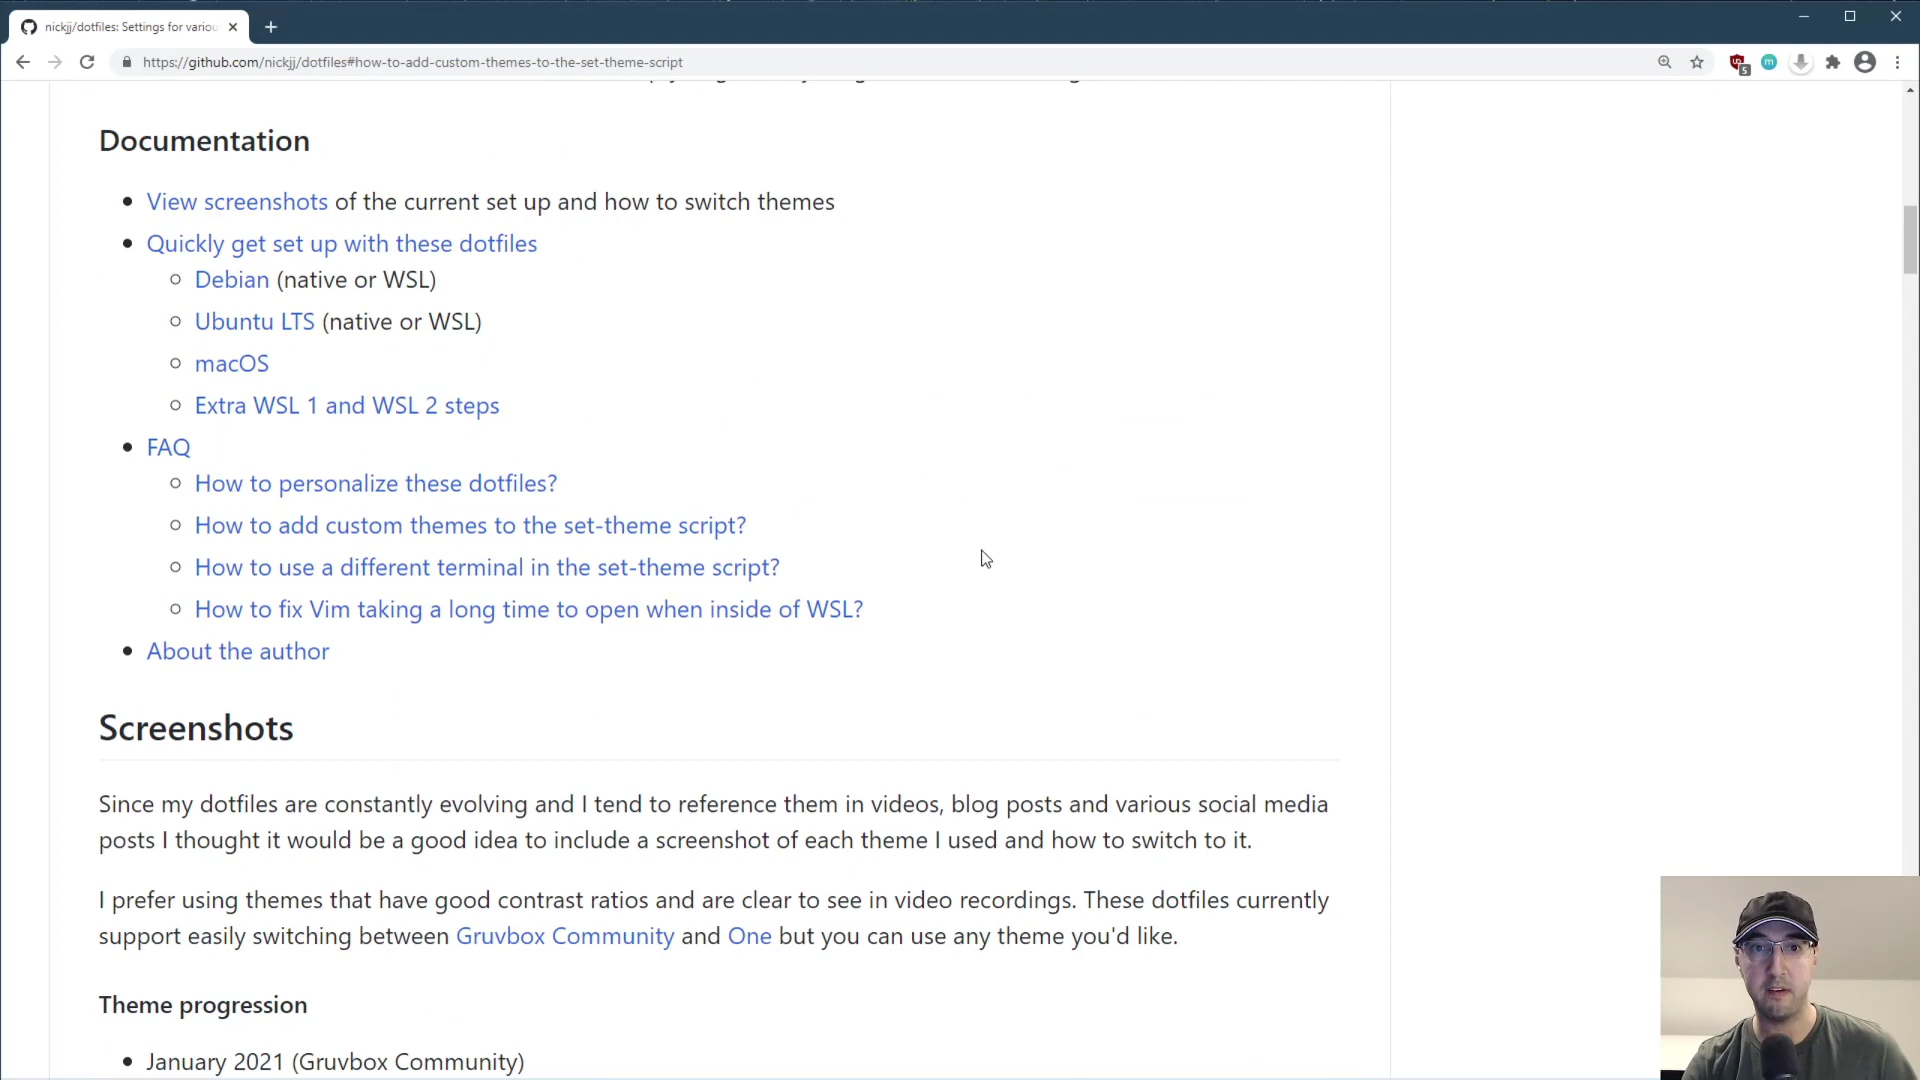 nickjj/dotfiles: Settings for variou
https://github.com/nickjj/dotfiles#how-to-add-custom-themes-to-the-set-theme-script
5
m
Documentation
View screenshots of the current set up and how to switch themes
Quickly get set up with these dotfiles
Debian (native or WSL)
Ubuntu LTS (native or WSL)
macOS
Extra WSL 1 and WSL 2 steps
FAQ
How to personalize these dotfiles?
How to add custom themes to the set-theme script?
How to use a different terminal in the set-theme script?
How to fix Vim taking a long time to open when inside of WSL?
About the author
Screenshots
Since my dotfiles are constantly evolving and I tend to reference them in videos, blog posts and various social media
posts I thought it would be a good idea to include a screenshot of each theme I used and how to switch to it.
I prefer using themes that have good contrast ratios and are clear to see in video recordings. These dotfiles currently
support easily switching between Gruvbox Community and One but you can use any theme you'd like.
Theme progression
January 2021 (Gruvbox Community)